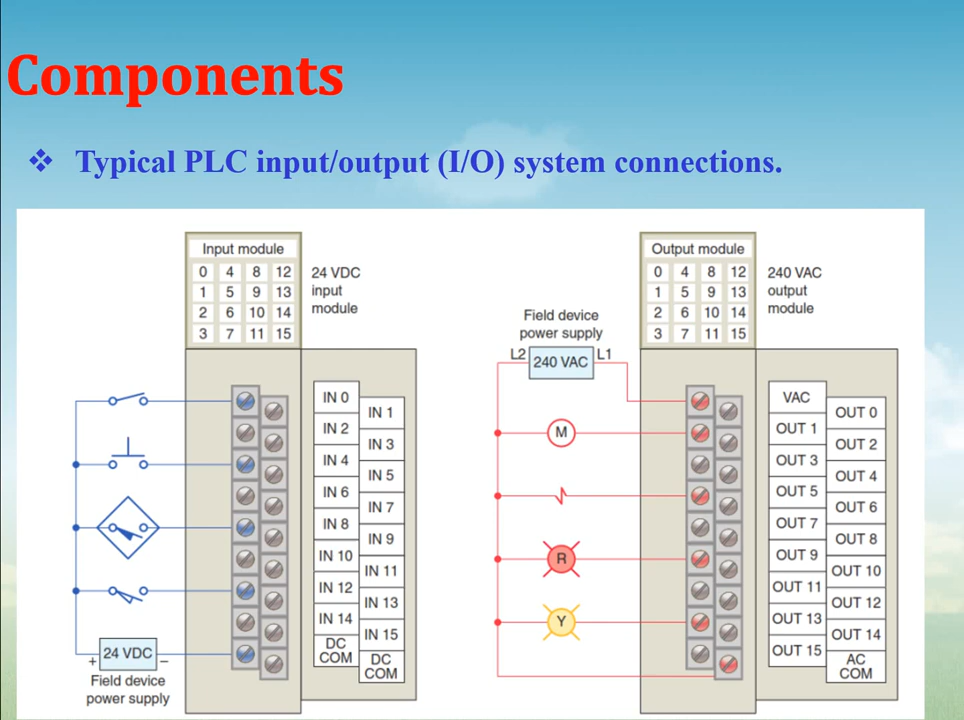 Components
❖ Typical PLC input/output (I/O) system connections.
Input module
0 4 8 12
1 5 9 13
2 6 10 14
3 7 11 15
24 VDC
input
module
IN 0
IN 1
IN 2
IN 3
IN 4
IN 5
IN 6
IN 7
IN 8
IN 9
IN 10
IN 11
IN 12
IN 13
IN 14
IN 15
DC
COM
DC
COM
+ 24 VDC –
Field device
power supply
Output module
0 4 8 12
1 5 9 13
2 6 10 14
3 7 11 15
240 VAC
output
module
Field device
power supply
L2 240 VAC L1
M
R
Y
VAC
OUT 0
OUT 1
OUT 2
OUT 3
OUT 4
OUT 5
OUT 6
OUT 7
OUT 8
OUT 9
OUT 10
OUT 11
OUT 12
OUT 13
OUT 14
OUT 15
AC
COM